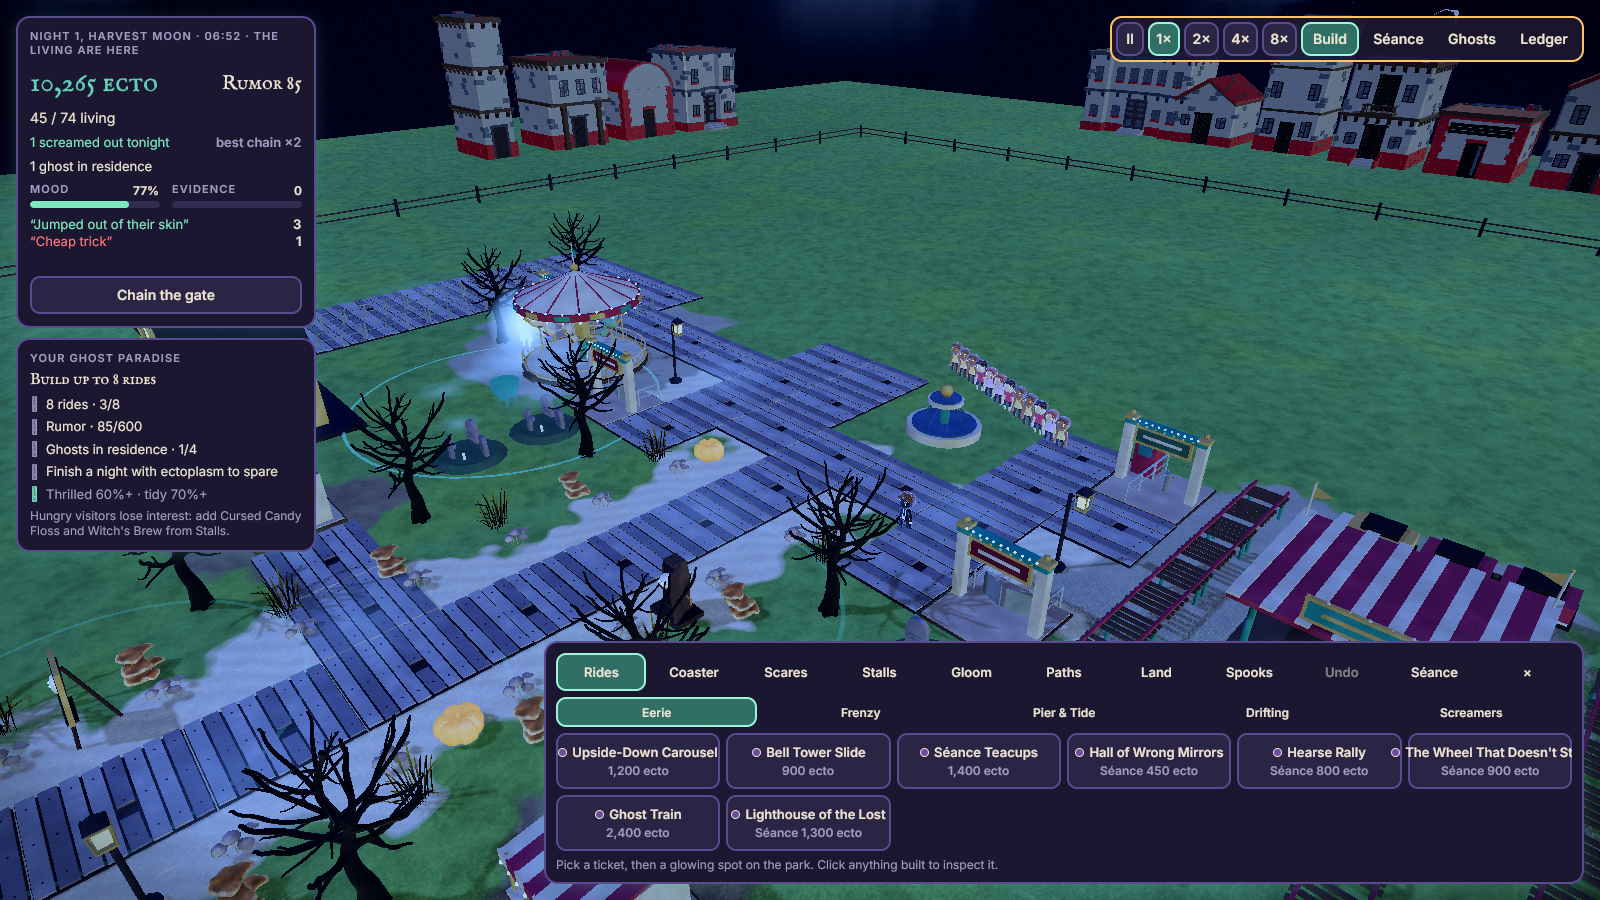 NIGHT 1, HARVEST MOON · 06:52 · THE
LIVING ARE HERE
10,265 ECTO
Rumor 85
45 / 74 living
1 screamed out tonight
best chain ×2
1 ghost in residence
MOOD
77%
EVIDENCE
0
“Jumped out of their skin”
3
“Cheap trick”
1
Chain the gate
YOUR GHOST PARADISE
Build up to 8 rides
8 rides · 3/8
Rumor · 85/600
Ghosts in residence · 1/4
Finish a night with ectoplasm to spare
Thrilled 60%+ · tidy 70%+
Hungry visitors lose interest: add Cursed Candy
Floss and Witch's Brew from Stalls.
II
1×
2×
4×
8×
Build
Séance
Ghosts
Ledger
Rides
Coaster
Scares
Stalls
Gloom
Paths
Land
Spooks
Undo
Séance
×
Eerie
Frenzy
Pier & Tide
Drifting
Screamers
Upside-Down Carousel
1,200 ecto
Bell Tower Slide
900 ecto
Séance Teacups
1,400 ecto
Hall of Wrong Mirrors
Séance 450 ecto
Hearse Rally
Séance 800 ecto
The Wheel That Doesn't St
Séance 900 ecto
Ghost Train
2,400 ecto
Lighthouse of the Lost
Séance 1,300 ecto
Pick a ticket, then a glowing spot on the park. Click anything built to inspect it.